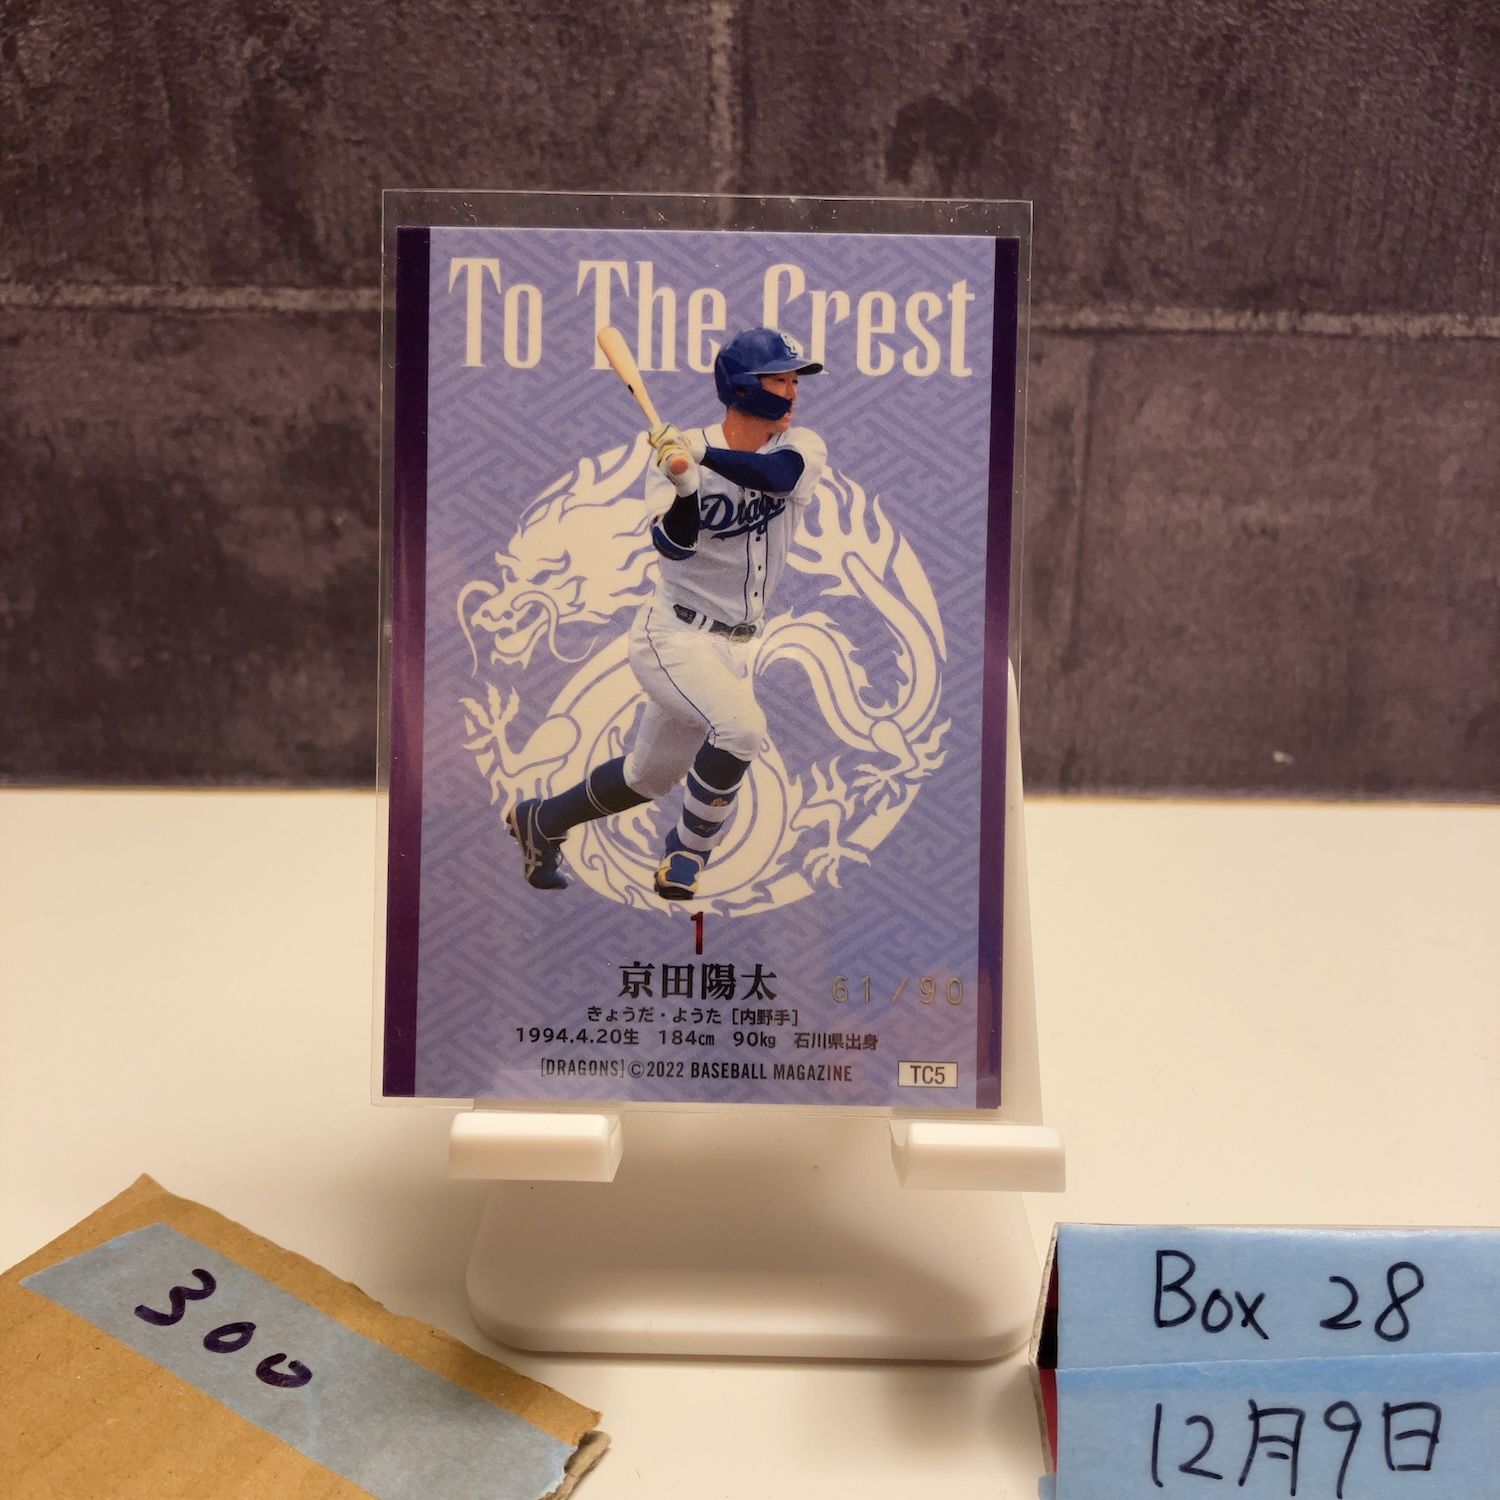 To The Crest
Dragons
1
京田陽太
61/90
きょうだ・ようた [内野手]
1994.4.20生 184cm 90kg 石川県出身
[DRAGONS]©2022 BASEBALL MAGAZINE
TC5
300
Box 28
12月9日